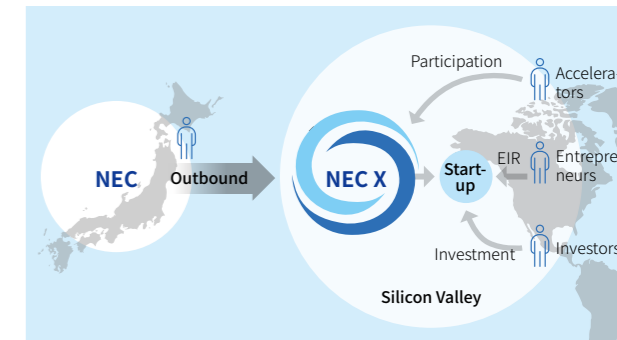 Participation
Accelera-
tors
NEC
Outbound
NEC X
Start-
up
EIR
Entrepre-
neurs
Investment
Investors
Silicon Valley